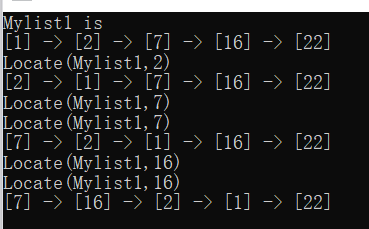 Mylist1 is
[1] -> [2] -> [7] -> [16] -> [22]
Locate(Mylist1,2)
[2] -> [1] -> [7] -> [16] -> [22]
Locate(Mylist1,7)
Locate(Mylist1,7)
[7] -> [2] -> [1] -> [16] -> [22]
Locate(Mylist1,16)
Locate(Mylist1,16)
[7] -> [16] -> [2] -> [1] -> [22]